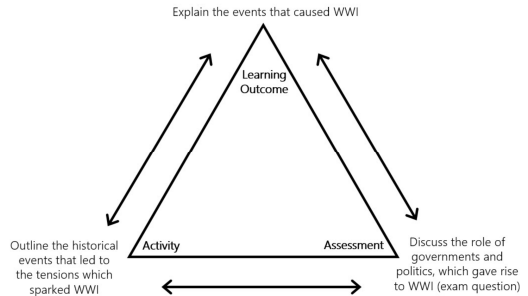 Explain the events that caused WWI
Learning
Outcome
Outline the historical
events that led to
the tensions which
sparked WWI
Activity
Assessment
Discuss the role of
governments and
politics, which gave rise
to WWI (exam question)